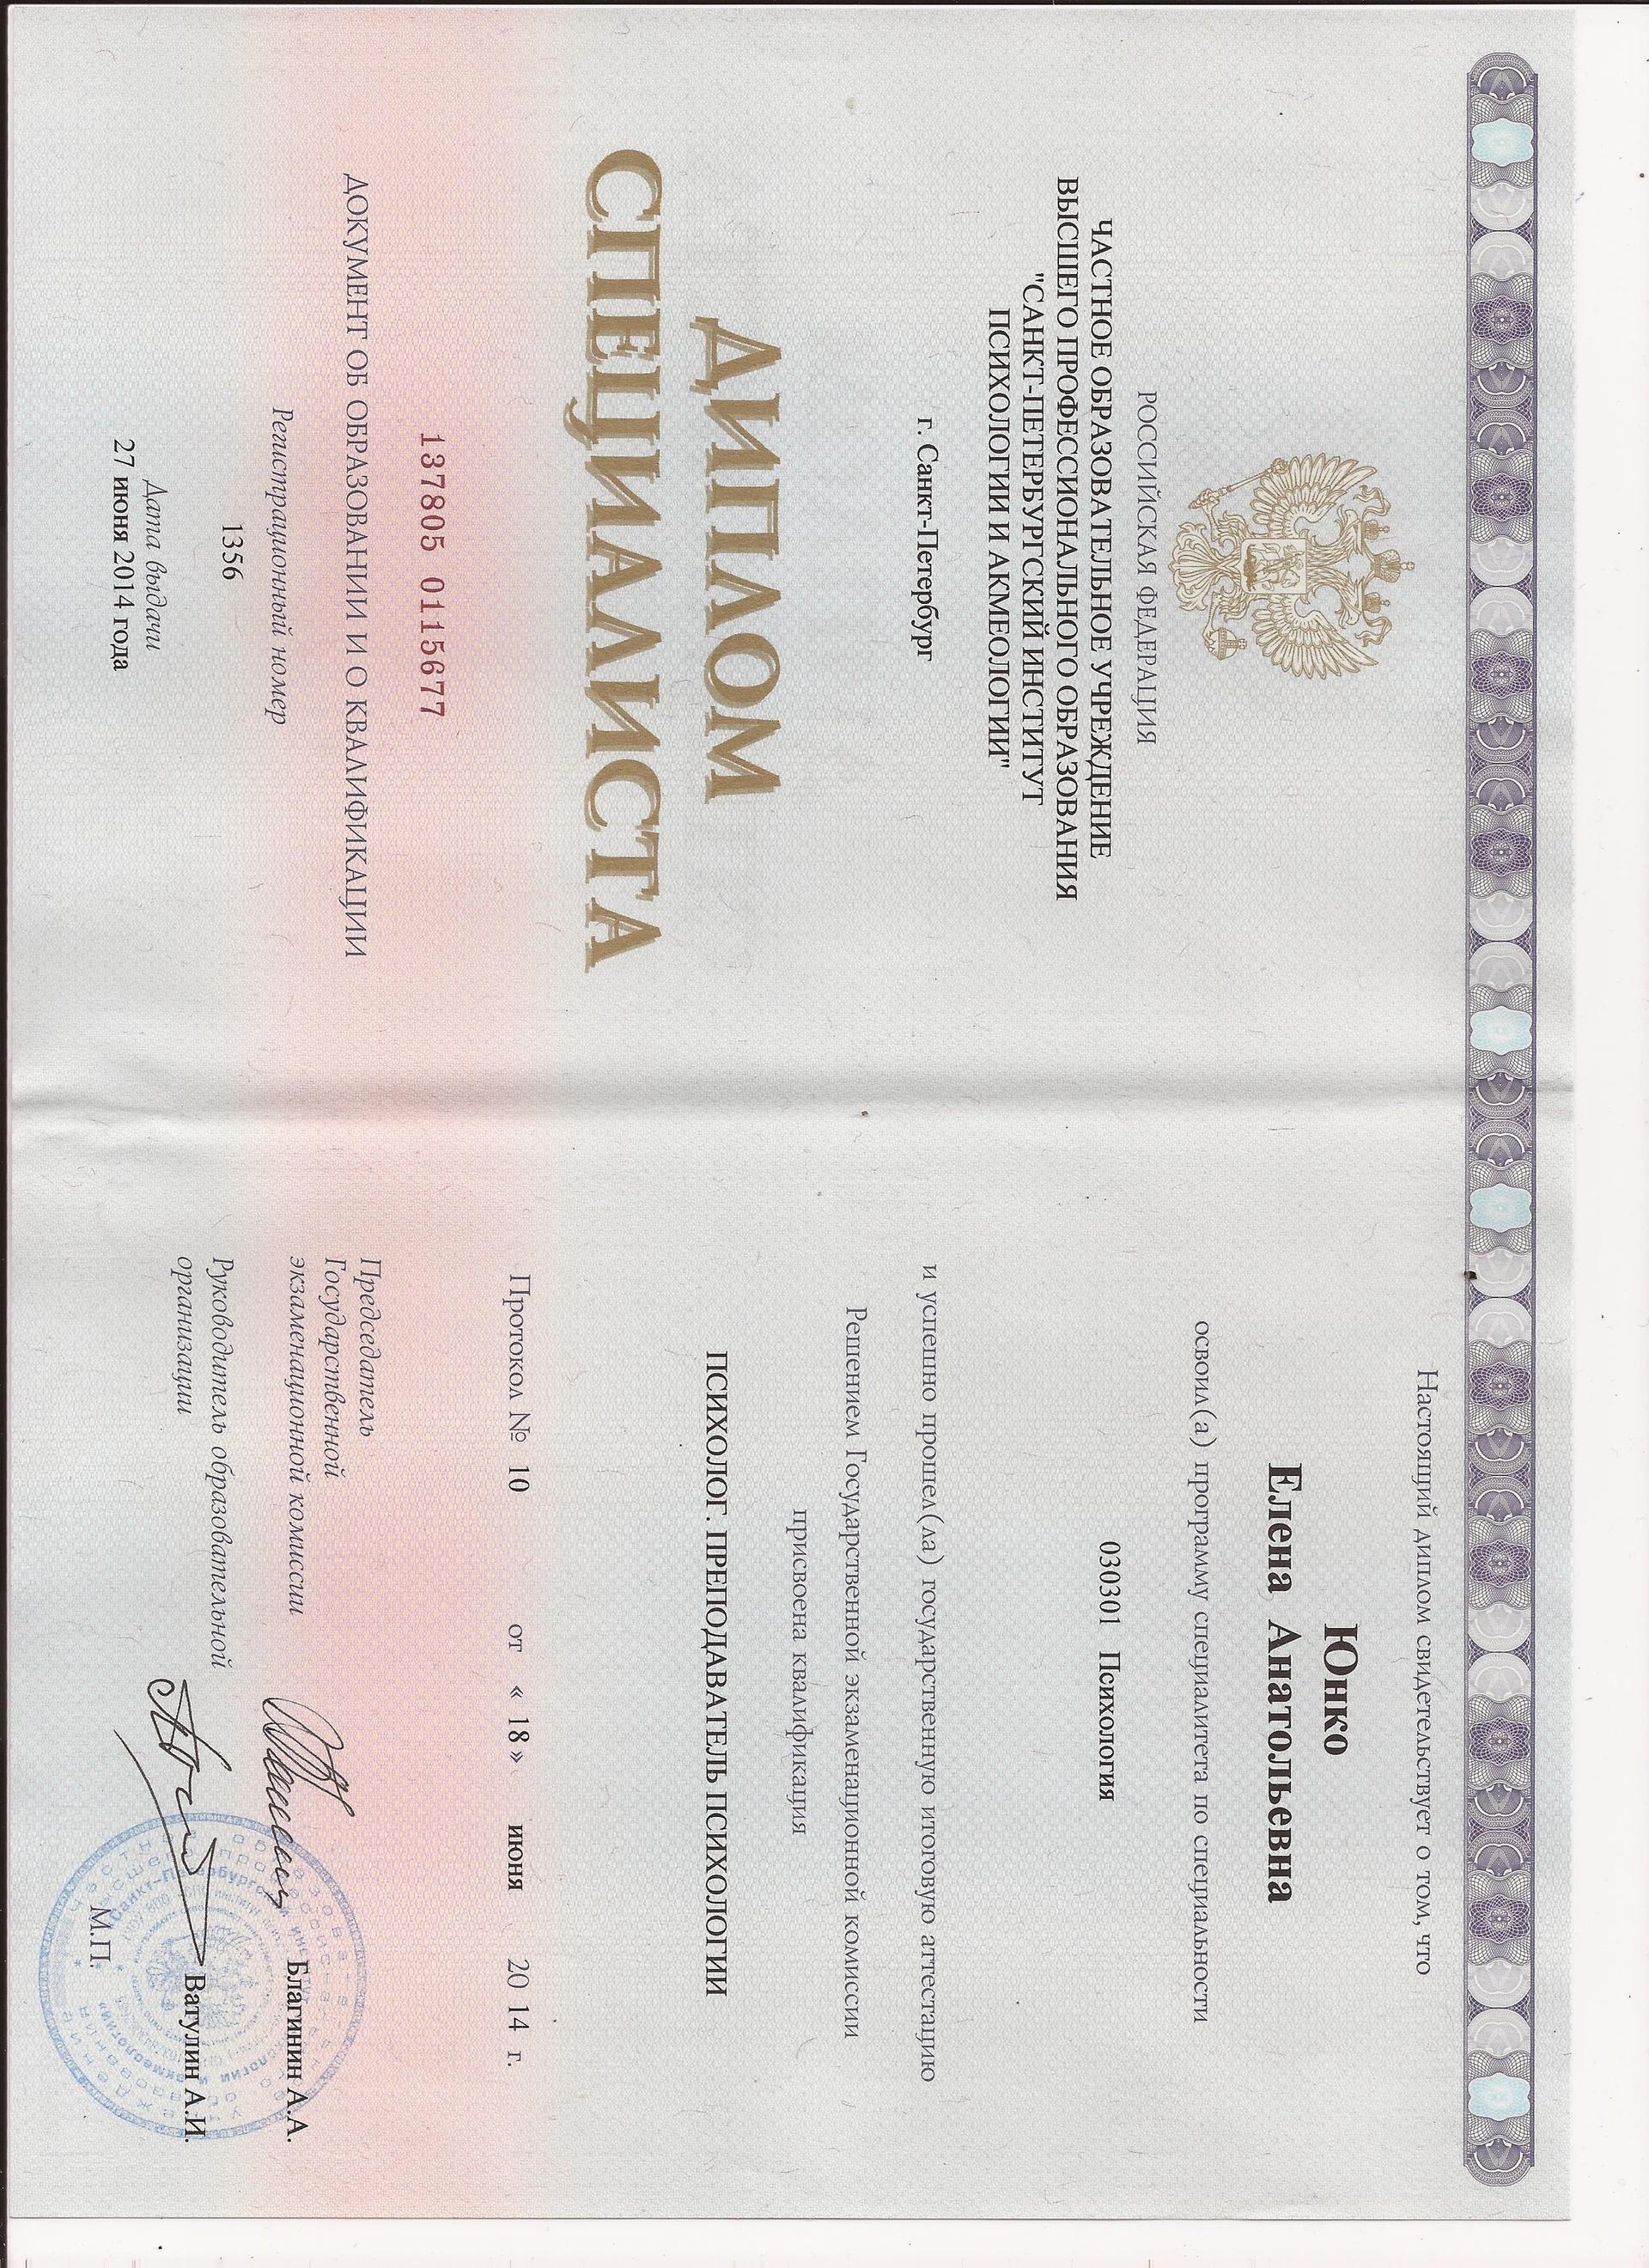 РОССИЙСКАЯ ФЕДЕРАЦИЯ
ЧАСТНОЕ ОБРАЗОВАТЕЛЬНОЕ УЧРЕЖДЕНИЕ
ВЫСШЕГО ПРОФЕССИОНАЛЬНОГО ОБРАЗОВАНИЯ
"САНКТ-ПЕТЕРБУРГСКИЙ ИНСТИТУТ
ПСИХОЛОГИИ И АКМЕОЛОГИИ"
г. Санкт-Петербург
ДИПЛОМ
СПЕЦИАЛИСТА
137805 0115677
ДОКУМЕНТ ОБ ОБРАЗОВАНИИ И О КВАЛИФИКАЦИИ
Регистрационный номер
1356
Дата выдачи
27 июня 2014 года
Настоящий диплом свидетельствует о том, что
Юнко
Елена Анатольевна
освоил(а) программу специалитета по специальности
030301 Психология
и успешно прошел(ла) государственную итоговую аттестацию
Решением Государственной экзаменационной комиссии
присвоена квалификация
ПСИХОЛОГ. ПРЕПОДАВАТЕЛЬ ПСИХОЛОГИИ
Протокол № 10 от « 18 » июня 20 14 г.
Председатель
Государственной
экзаменационной комиссии
Благинин А.А.
Руководитель образовательной
организации
Ватулин А.И.
М.П.